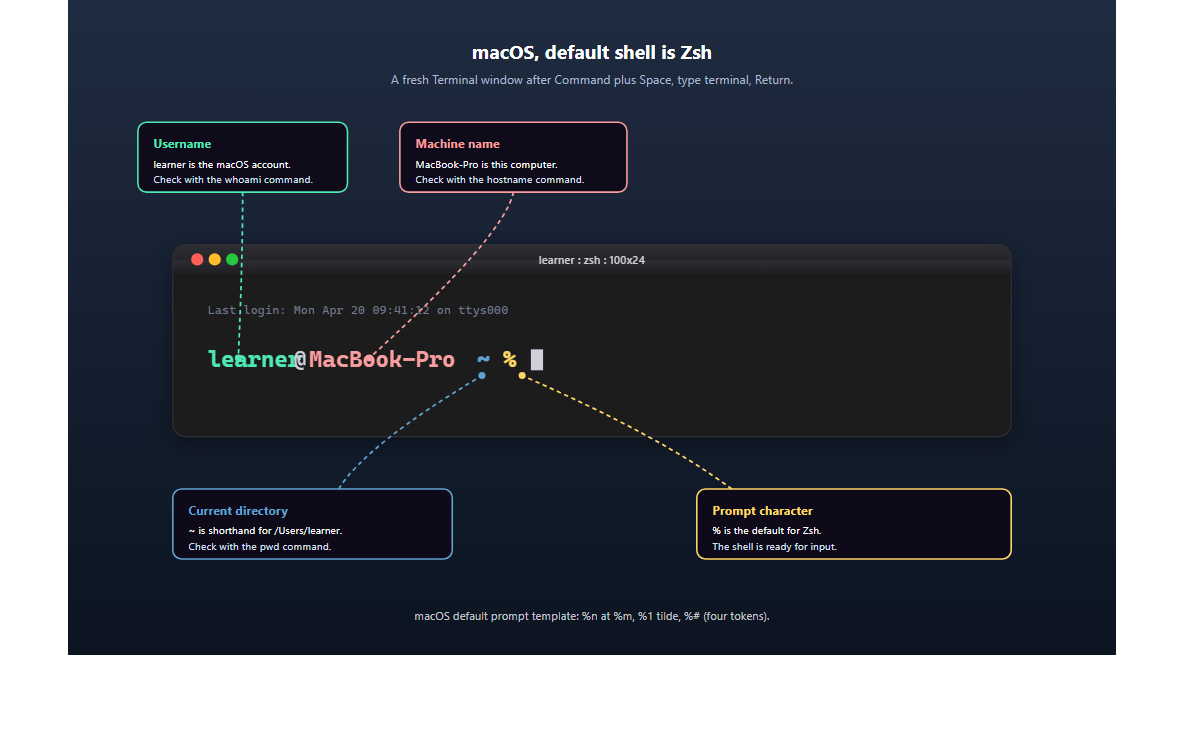 macOS, default shell is Zsh
A fresh Terminal window after Command plus Space, type terminal, Return.
Username
learner is the macOS account.
Check with the whoami command.
Machine name
MacBook-Pro is this computer.
Check with the hostname command.
learner : zsh : 100x24
Last login: Mon Apr 20 09:41:12 on ttys000
learner@MacBook-Pro ~ %
Current directory
~ is shorthand for /Users/learner.
Check with the pwd command.
Prompt character
% is the default for Zsh.
The shell is ready for input.
macOS default prompt template: %n at %m, %1 tilde, %# (four tokens).